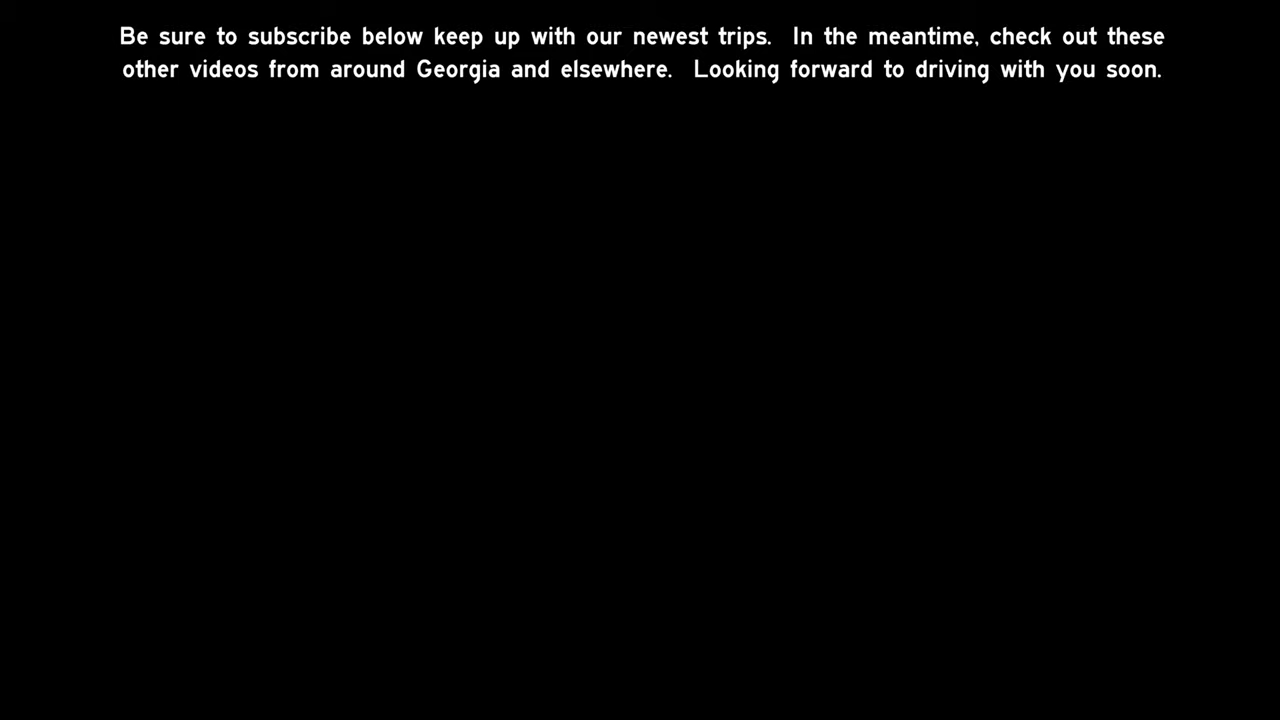 Be sure to subscribe below keep up with our newest trips.  In the meantime, check out these
other videos from around Georgia and elsewhere.  Looking forward to driving with you soon.